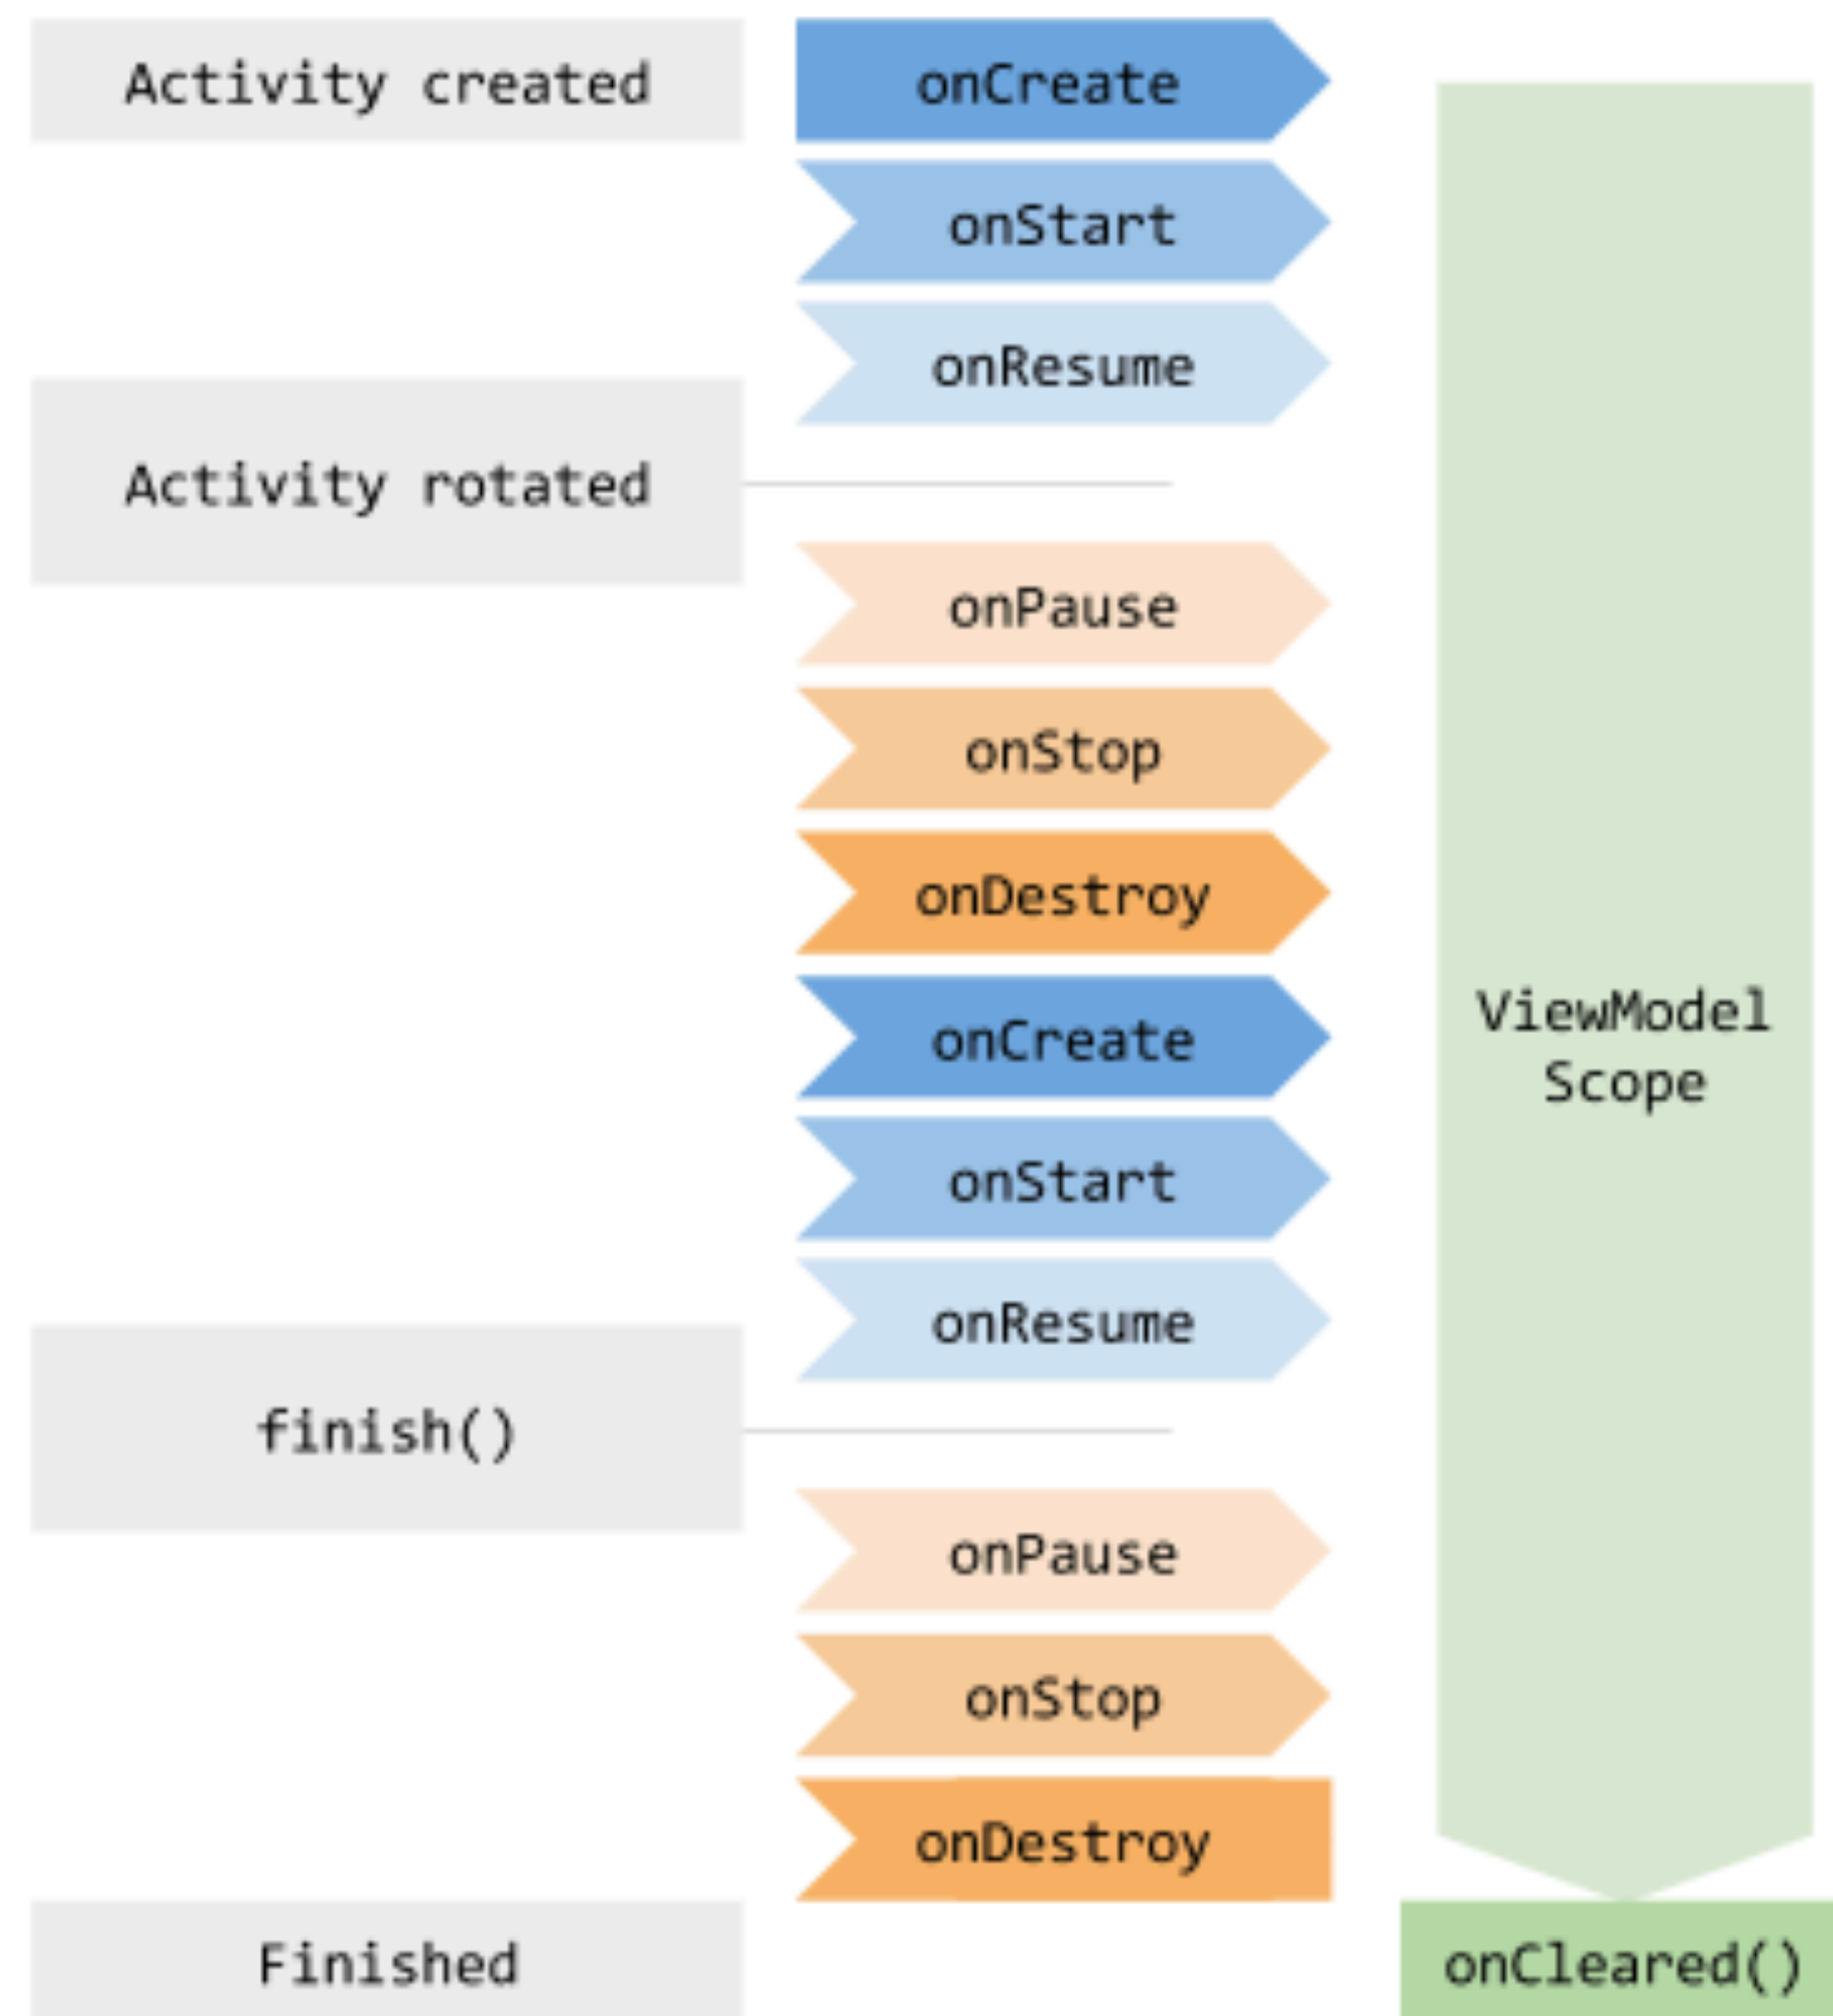 Activity created
onCreate
onStart
onResume
Activity rotated
onPause
onStop
onDestroy
onCreate
onStart
onResume
finish()
onPause
onStop
onDestroy
Finished
ViewModel
Scope
onCleared()